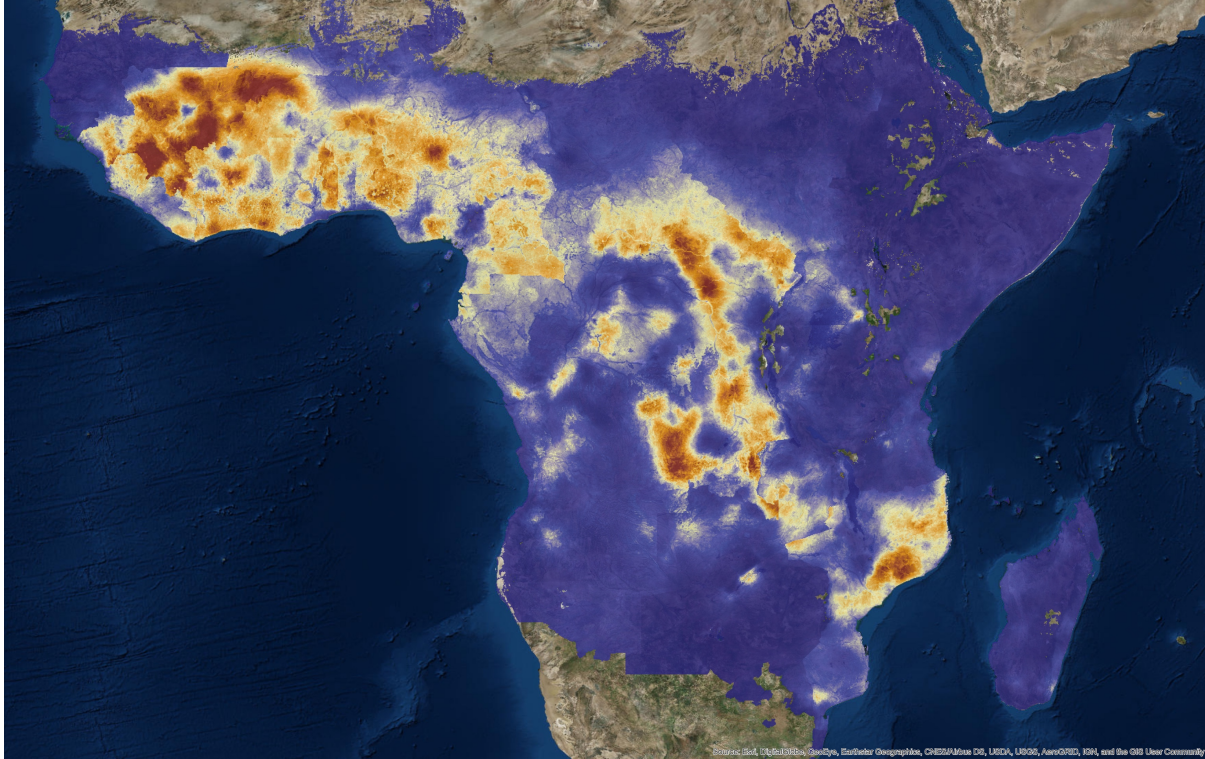 Source: Esri, DigitalGlobe, GeoEye, Earthstar Geographics, CNES/Airbus DS, USDA, USGS, AeroGRID, IGN, and the GIS User Community